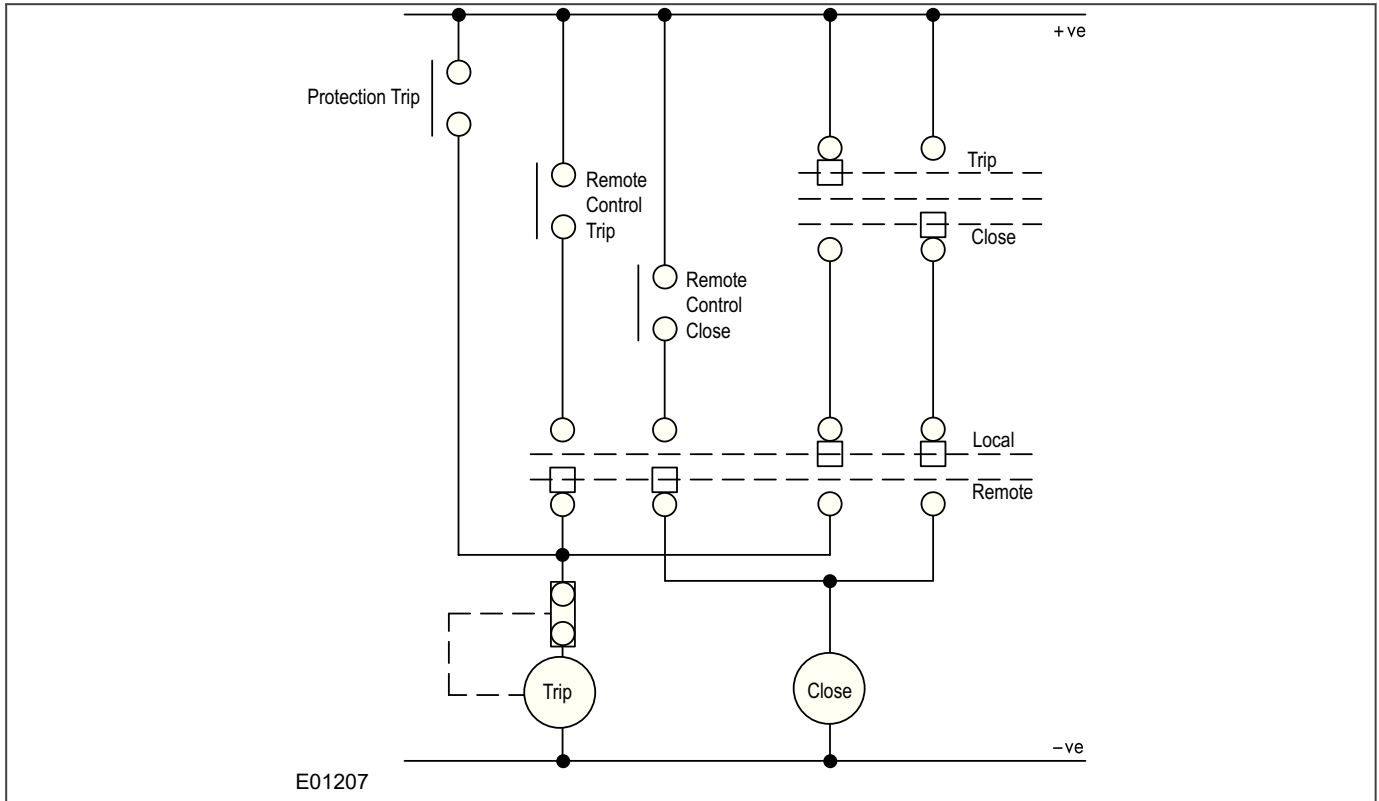 +ve
Protection Trip
Trip
Remote
Control
Trip
Close
Remote
Control
Close
Local
Remote
Trip
Close
−ve
E01207